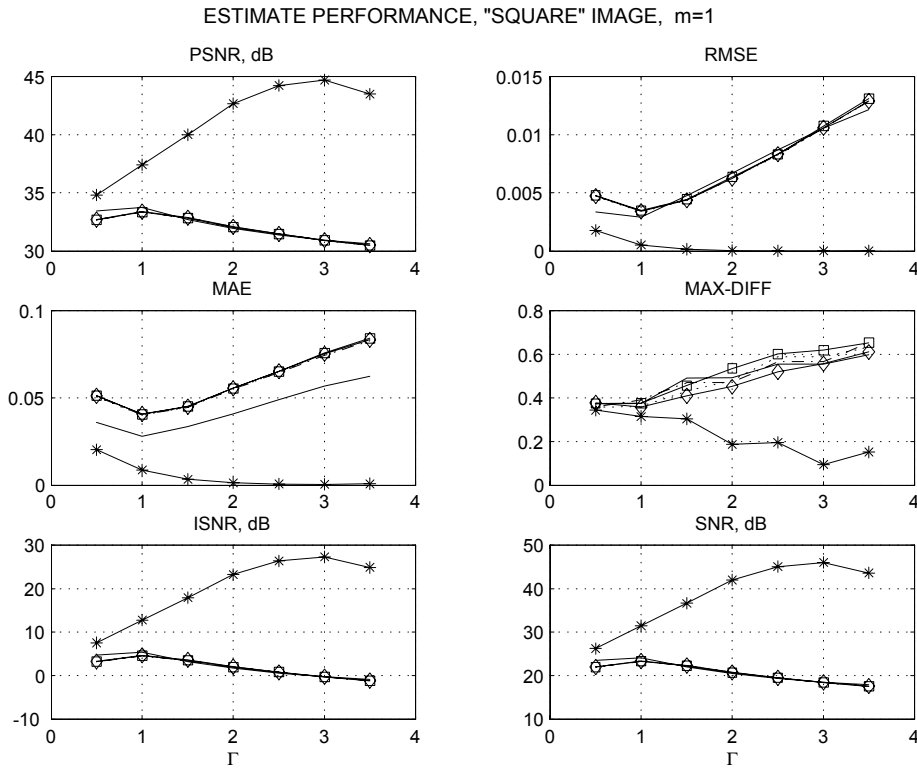 ESTIMATE PERFORMANCE, "SQUARE" IMAGE, m=1
PSNR, dB
45
40
35
30
0 1 2 3 4
RMSE
0.015
0.01
0.005
0
0 1 2 3 4
MAE
0.1
0.05
0
0 1 2 3 4
MAX-DIFF
0.8
0.6
0.4
0.2
0
0 1 2 3 4
ISNR, dB
30
20
10
0
-10
0 1 2 3 4
Γ
SNR, dB
50
40
30
20
10
0 1 2 3 4
Γ